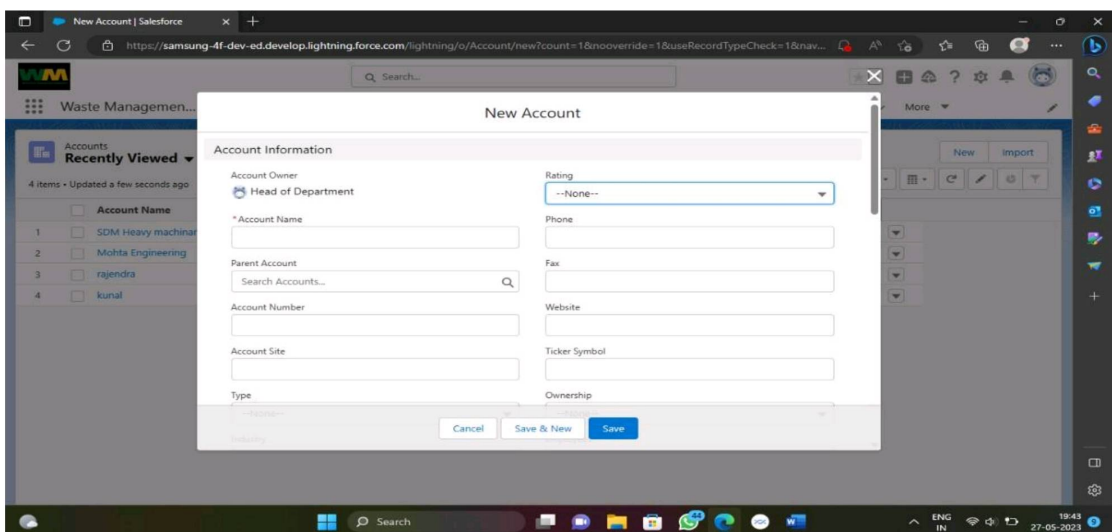 New Account | Salesforce
https://samsung-4f-dev-ed.develop.lightning.force.com/lightning/o/Account/new?count=1&nooverride=1&useRecordTypeCheck=1&nav...
WM
Search...
Waste Managemen...
More
New Account
Accounts
Recently Viewed
New
Import
4 items • Updated a few seconds ago
Account Information
Account Owner
Rating
Head of Department
--None--
Account Name
*Account Name
Phone
1 SDM Heavy machinar
2 Mohta Engineering
Parent Account
Fax
3 rajendra
Search Accounts...
4 kunal
Account Number
Website
Account Site
Ticker Symbol
Type
Ownership
--None--
Cancel
Save & New
Save
Search
44
ENG
IN
19:43
27-05-2023